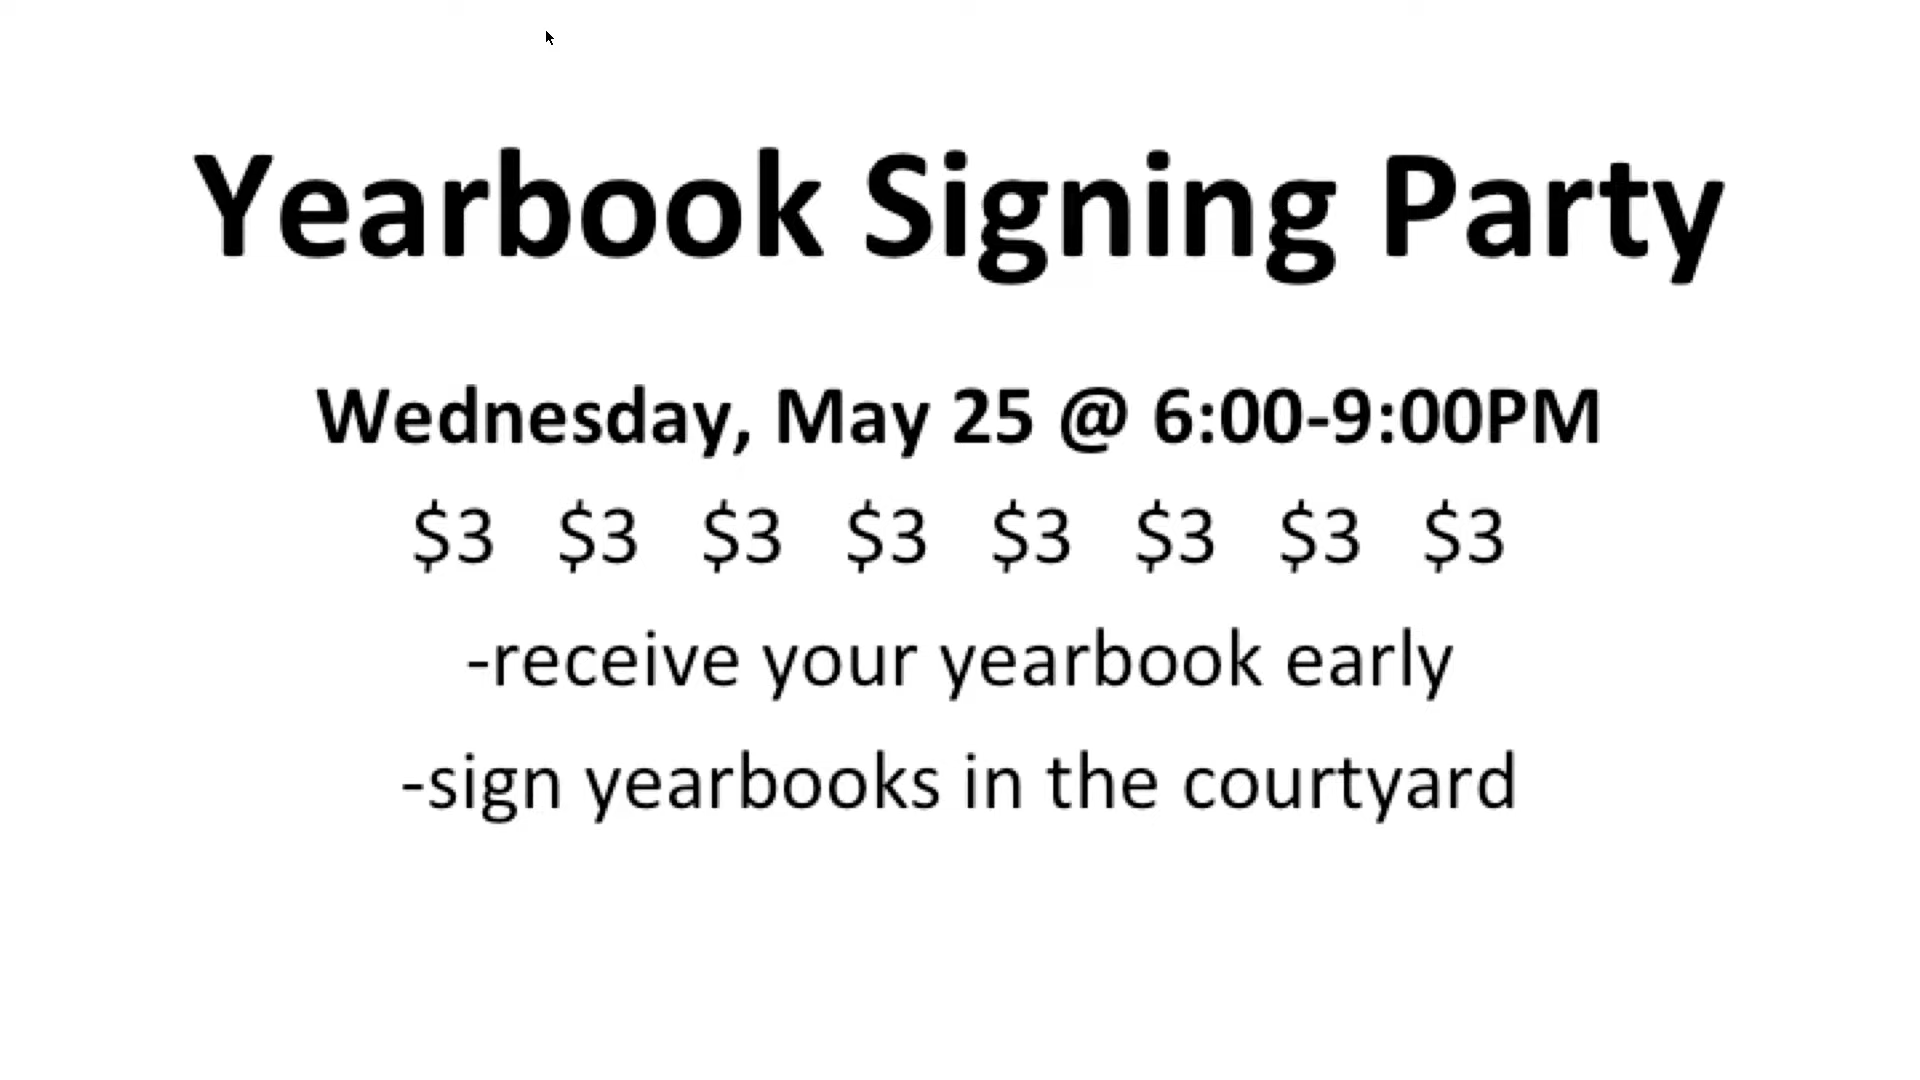 Yearbook Signing Party
Wednesday, May 25 @ 6:00-9:00PM
$3 $3 $3 $3 $3 $3 $3 $3
-receive your yearbook early
-sign yearbooks in the courtyard